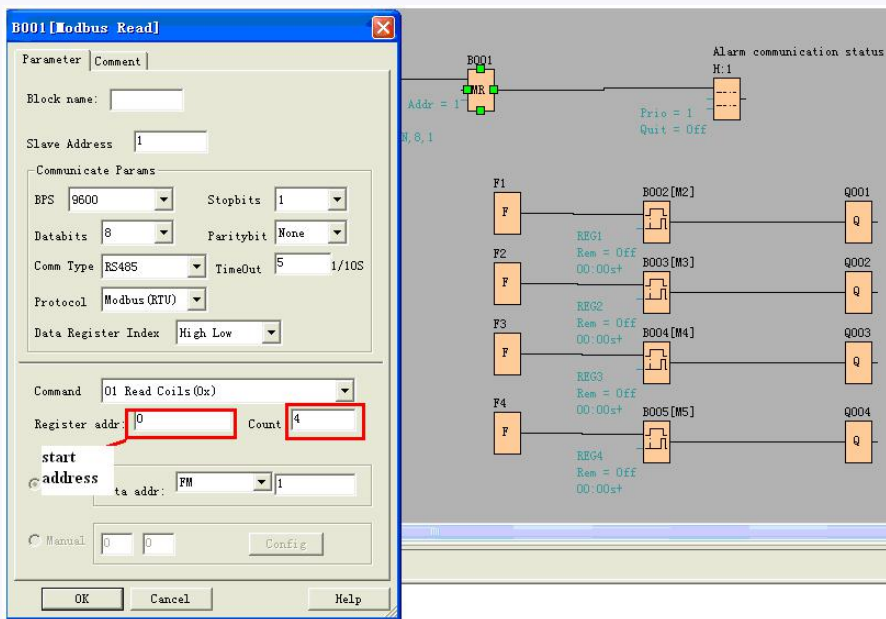 B001[Modbus Read]
Parameter
Comment
Block name:
Slave Address 1
Communicate Params
BPS 9600 Stopbits 1
Databits 8 Paritybit None
Comm Type RS485 TimeOut 5 1/10S
Protocol Modbus(RTU)
Data Register Index High Low
Command 01 Read Coils(0x)
Register addr: 0 Count 4
start
address
ta addr: FM 1
Manual 0 0 Config
OK Cancel Help
B001
MR
Addr = 1
N,8,1
Alarm communication status
H:1
Prio = 1
Quit = Off
F1
F
B002[M2]
REG1
Rem = Off
00:00s+
Q001
Q
F2
F
B003[M3]
REG2
Rem = Off
00:00s+
Q002
Q
F3
F
B004[M4]
REG3
Rem = Off
00:00s+
Q003
Q
F4
F
B005[M5]
REG4
Rem = Off
00:00s+
Q004
Q